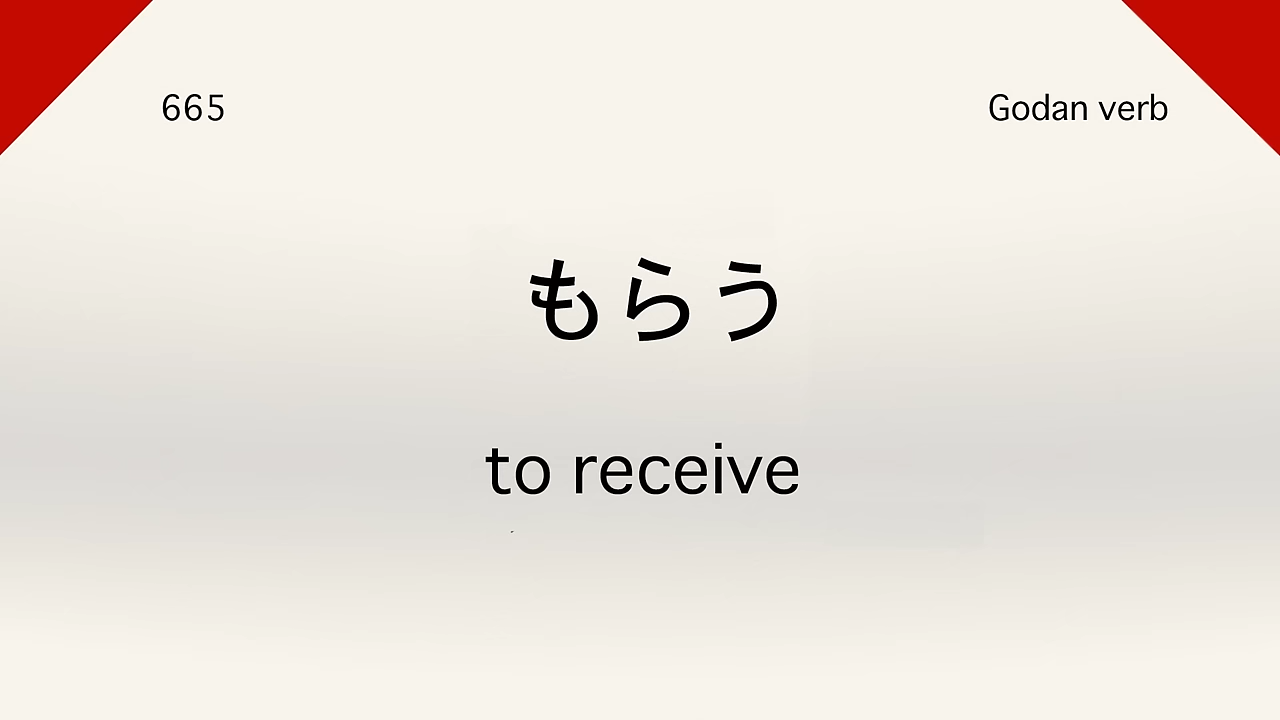 665
Godan verb
もらう
to receive